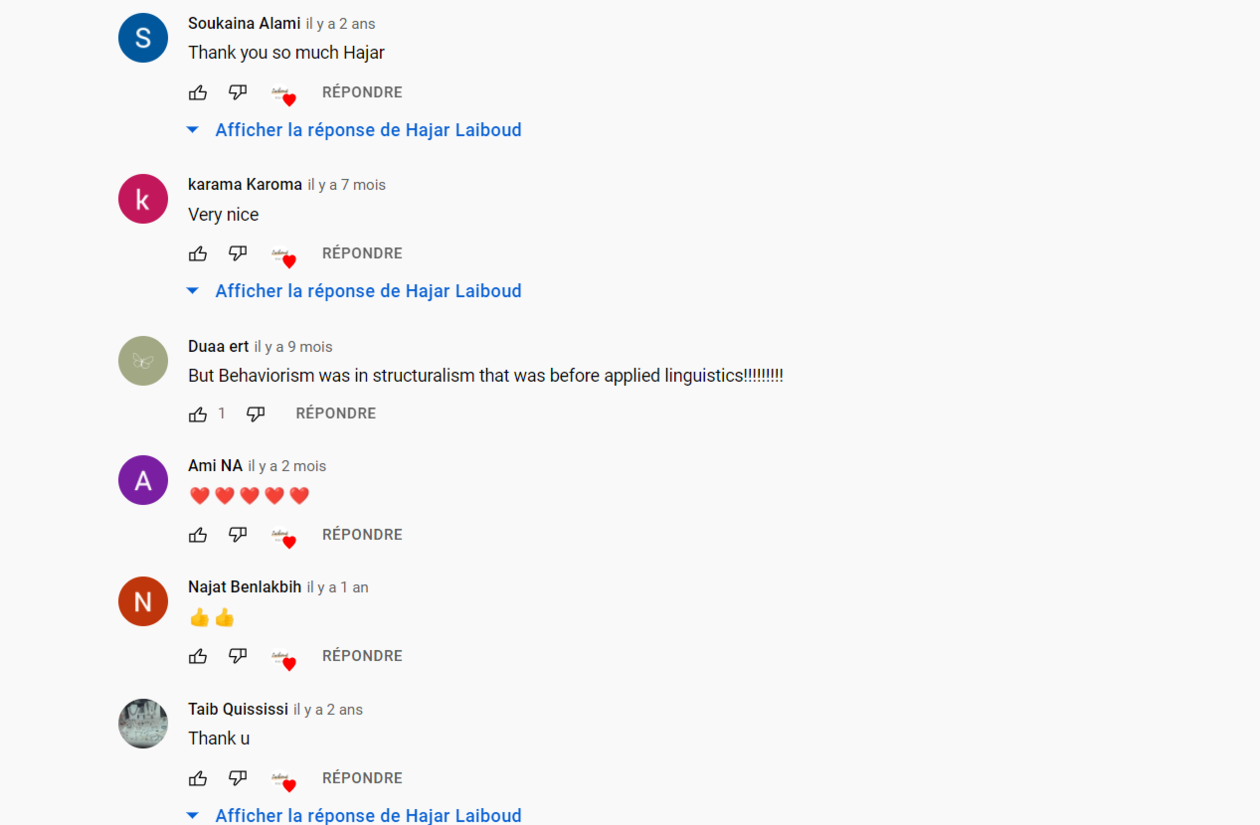 S
Soukaina Alami il y a 2 ans
Thank you so much Hajar
RÉPONDRE
Afficher la réponse de Hajar Laiboud
k
karama Karoma il y a 7 mois
Very nice
RÉPONDRE
Afficher la réponse de Hajar Laiboud
Duaa ert il y a 9 mois
But Behaviorism was in structuralism that was before applied linguistics!!!!!!!!!
1
RÉPONDRE
A
Ami NA il y a 2 mois
❤️❤️❤️❤️❤️
RÉPONDRE
N
Najat Benlakbih il y a 1 an
👍👍
RÉPONDRE
Taib Quississi il y a 2 ans
Thank u
RÉPONDRE
Afficher la réponse de Hajar Laiboud